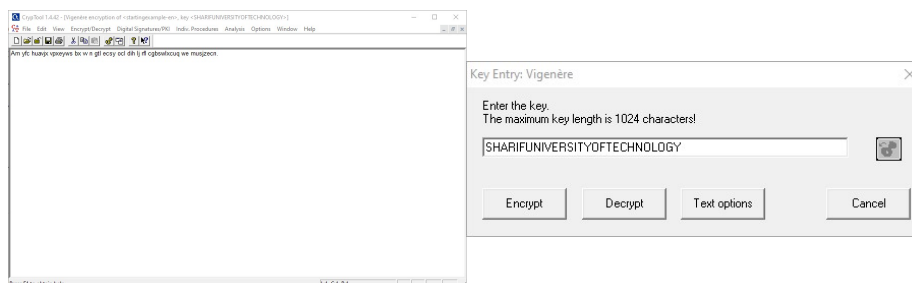 CrypTool 1.4.42 - [Vigenère encryption of <startingexample-en>, key <SHARIFUNIVERSITYOFTECHNOLOGY>]
File Edit View Encrypt/Decrypt Digital Signatures/PKI Indiv. Procedures Analysis Options Window Help
Am yfc huavjx vpxeyws bx w n gtl ecsy ocl dih lj rfl cgbswlxcuq we musjzecn.
Key Entry: Vigenère
Enter the key.
The maximum key length is 1024 characters!
SHARIFUNIVERSITYOFTECHNOLOGY
Encrypt Decrypt Text options Cancel